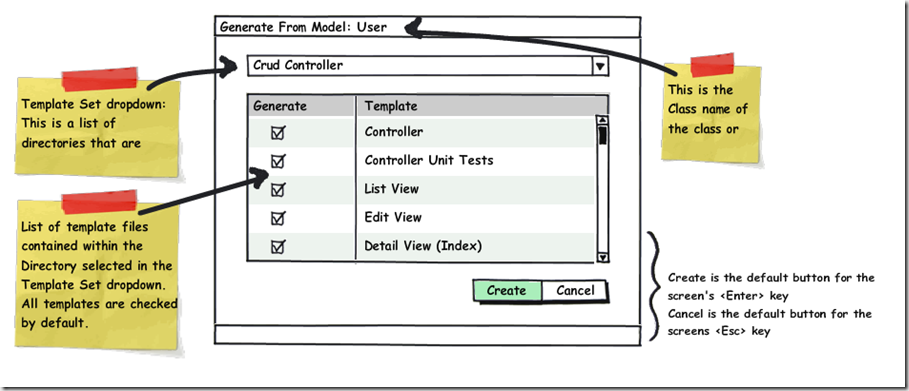 Generate From Model: User
Crud Controller
Generate Template
Controller
Controller Unit Tests
List View
Edit View
Detail View (Index)
Create Cancel
Template Set dropdown:
This is a list of
directories that are
List of template files
contained within the
Directory selected in the
Template Set dropdown.
All templates are checked
by default.
This is the
Class name of
the class or
Create is the default button for the
screen's <Enter> key
Cancel is the default button for the
screens <Esc> key